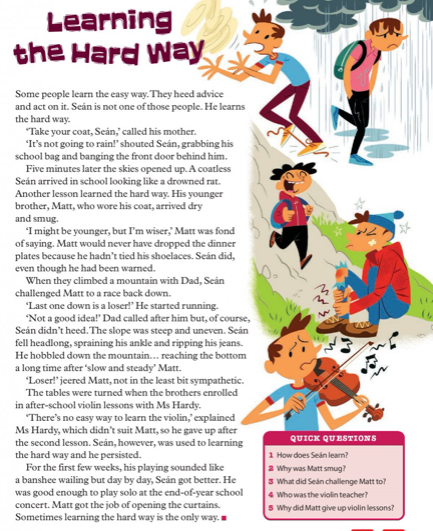 Learning
the Hard Way
Some people learn the easy way. They heed advice
and act on it. Seán is not one of those people. He learns
the hard way.
‘Take your coat, Seán,’ called his mother.
‘It’s not going to rain!’ shouted Seán, grabbing his
school bag and banging the front door behind him.
Five minutes later the skies opened up. A coatless
Seán arrived in school looking like a drowned rat.
Another lesson learned the hard way. His younger
brother, Matt, who wore his coat, arrived dry
and smug.
‘I might be younger, but I’m wiser,’ Matt was fond
of saying. Matt would never have dropped the dinner
plates because he hadn’t tied his shoelaces. Seán did,
even though he had been warned.
When they climbed a mountain with Dad, Seán
challenged Matt to a race back down.
‘Last one down is a loser!’ He started running.
‘Not a good idea!’ Dad called after him but, of course,
Seán didn’t heed. The slope was steep and uneven. Seán
fell headlong, spraining his ankle and ripping his jeans.
He hobbled down the mountain… reaching the bottom
a long time after ‘slow and steady’ Matt.
‘Loser!’ jeered Matt, not in the least bit sympathetic.
The tables were turned when the brothers enrolled
in after-school violin lessons with Ms Hardy.
‘There’s no easy way to learn the violin,’ explained
Ms Hardy, which didn’t suit Matt, so he gave up after
the second lesson. Seán, however, was used to learning
the hard way and he persisted.
For the first few weeks, his playing sounded like
a banshee wailing but day by day, Seán got better. He
was good enough to play solo at the end-of-year school
concert. Matt got the job of opening the curtains.
Sometimes learning the hard way is the only way.
QUICK QUESTIONS
1 How does Seán learn?
2 Why was Matt smug?
3 What did Seán challenge Matt to?
4 Who was the violin teacher?
5 Why did Matt give up violin lessons?